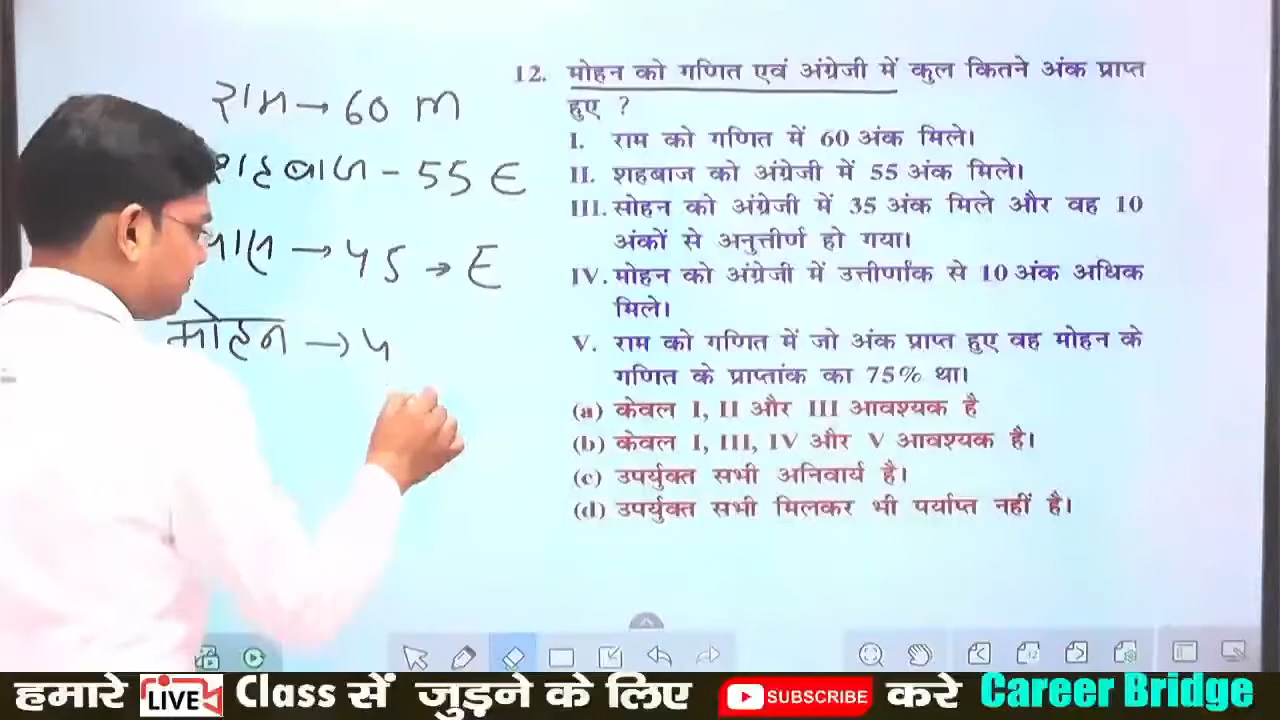 राम → 60 m
शहबाज - 55 E
→ 45 → E
मोहन → 5
12. मोहन को गणित एवं अंग्रेजी में कुल कितने अंक प्राप्त
हुए ?
I. राम को गणित में 60 अंक मिले।
II. शहबाज को अंग्रेजी में 55 अंक मिले।
III. सोहन को अंग्रेजी में 35 अंक मिले और वह 10
अंकों से अनुत्तीर्ण हो गया।
IV. मोहन को अंग्रेजी में उत्तीर्णांक से 10 अंक अधिक
मिले।
V. राम को गणित में जो अंक प्राप्त हुए वह मोहन के
गणित के प्राप्तांक का 75% था।
(a) केवल I, II और III आवश्यक है
(b) केवल I, III, IV और V आवश्यक है।
(c) उपर्युक्त सभी अनिवार्य है।
(d) उपर्युक्त सभी मिलकर भी पर्याप्त नहीं है।
हमारे LIVE Class सें जुड़ने के लिए SUBSCRIBE करे Career Bridge